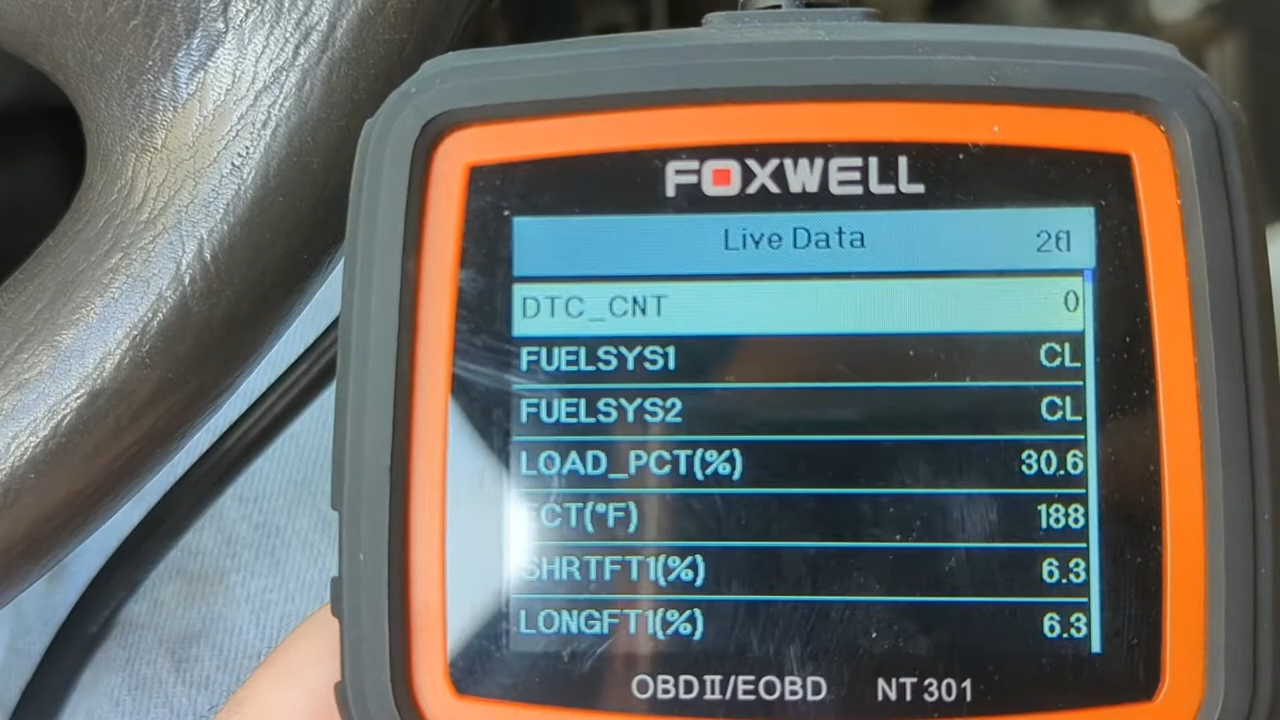 FOXWELL
Live Data
DTC_CNT 0
FUELSYS1 CL
FUELSYS2 CL
LOAD_PCT(%) 30.6
ECT(°F) 188
SHRTFT1(%) 6.3
LONGFT1(%) 6.3
OBDII/EOBD NT301